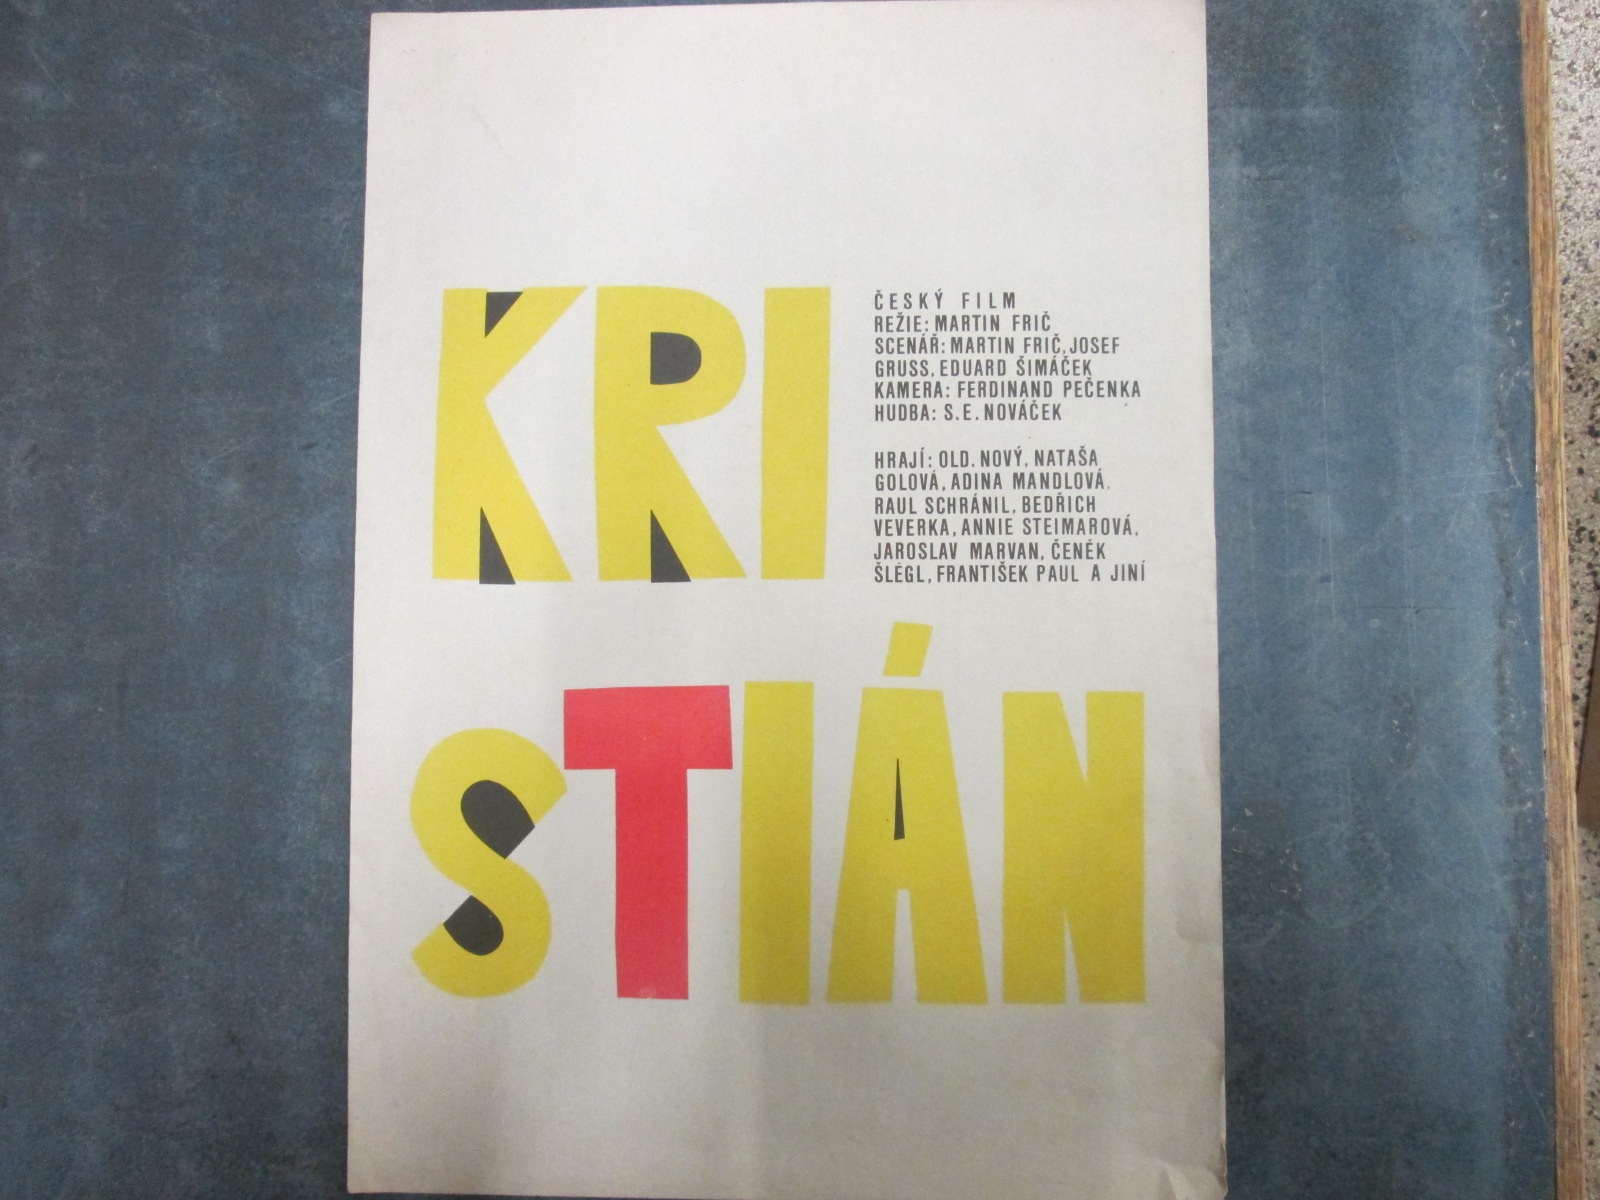 KRI
ČESKÝ FILM
REŽIE: MARTIN FRIČ
SCENÁŘ: MARTIN FRIČ, JOSEF
GRUSS, EDUARD ŠIMÁČEK
KAMERA: FERDINAND PEČENKA
HUDBA: S.E. NOVÁČEK
HRAJÍ: OLD. NOVÝ, NATAŠA
GOLOVÁ, ADINA MANDLOVÁ,
RAUL SCHRÁNIL, BEDŘICH
VEVERKA, ANNIE STEIMAROVÁ,
JAROSLAV MARVAN, ČENĚK
ŠLÉGL, FRANTIŠEK PAUL A JINÍ
STIÁN